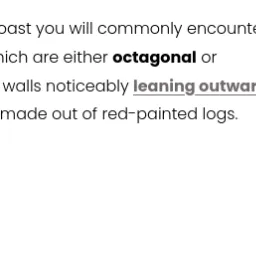 oast you will commonly encounte
hich are either octagonal or
walls noticeably leaning outwar
made out of red-painted logs.